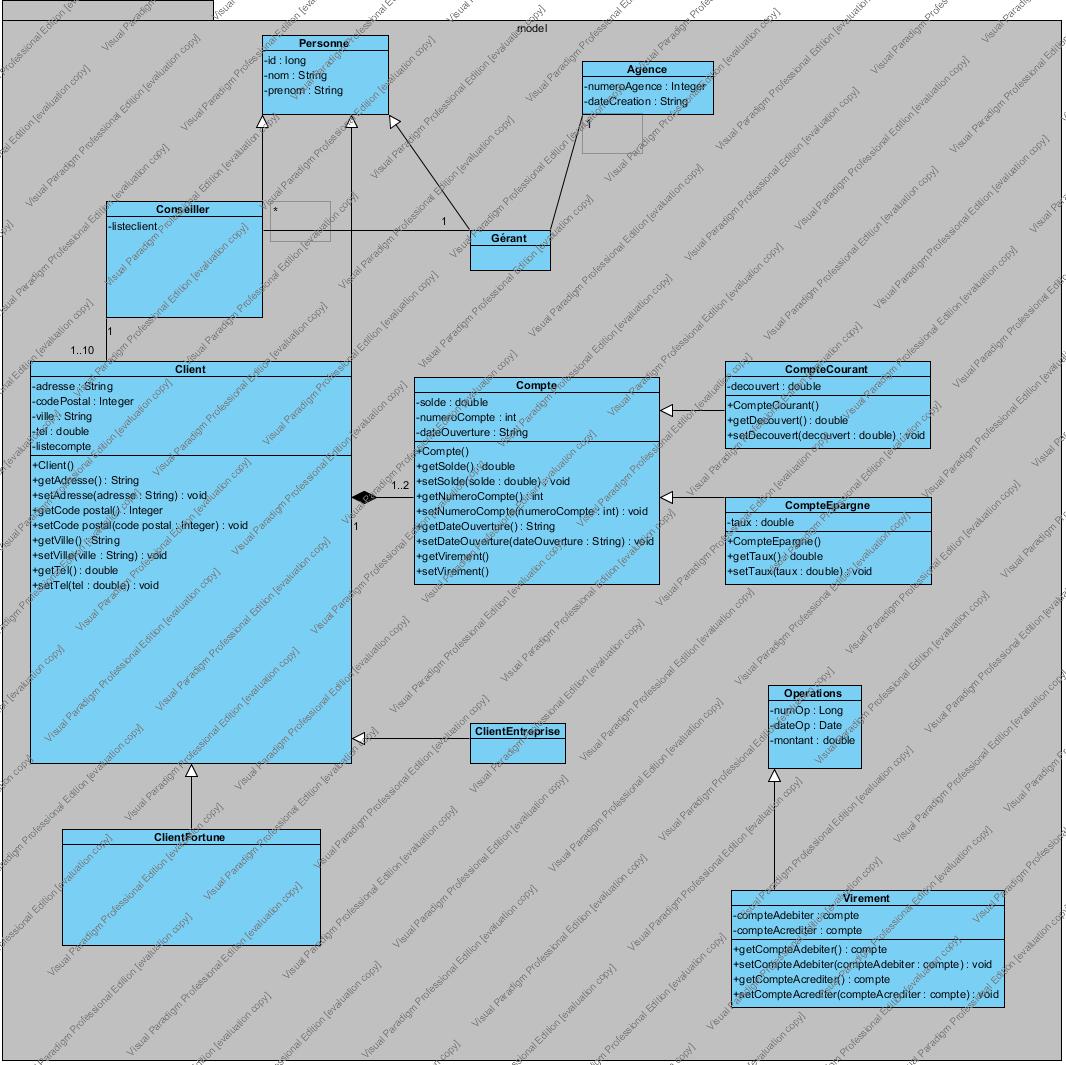 model
Personne
-id : long
-nom : String
-prenom : String
Agence
-numeroAgence : Integer
-dateCreation : String
1
Conseiller
-listeclient
*
1
Gérant
1
1..10
Client
-adresse : String
-codePostal : Integer
-ville : String
-tel : double
-listecompte
+Client()
+getAdresse() : String
+setAdresse(adresse : String) : void
+getCode postal() : Integer
+setCode postal(code postal : Integer) : void
+getVille() : String
+setVille(ville : String) : void
+getTel() : double
+setTel(tel : double) : void
1..2
1
Compte
-solde : double
-numeroCompte : int
-dateOuverture : String
+Compte()
+getSolde() : double
+setSolde(solde : double) : void
+getNumeroCompte() : int
+setNumeroCompte(numeroCompte : int) : void
+getDateOuverture() : String
+setDateOuverture(dateOuverture : String) : void
+getVirement()
+setVirement()
CompteCourant
-decouvert : double
+CompteCourant()
+getDecouvert() : double
+setDecouvert(decouvert : double) : void
CompteEpargne
-taux : double
+CompteEpargne()
+getTaux() : double
+setTaux(taux : double) : void
Operations
-numOp : Long
-dateOp : Date
-montant : double
ClientEntreprise
ClientFortune
Virement
-compteAdebiter : compte
-compteAcrediter : compte
+getCompteAdebiter() : compte
+setCompteAdebiter(compteAdebiter : compte) : void
+getCompteAcrediter() : compte
+setCompteAcrediter(compteAcrediter : compte) : void
Visual Paradigm Professional Edition [evaluation copy]